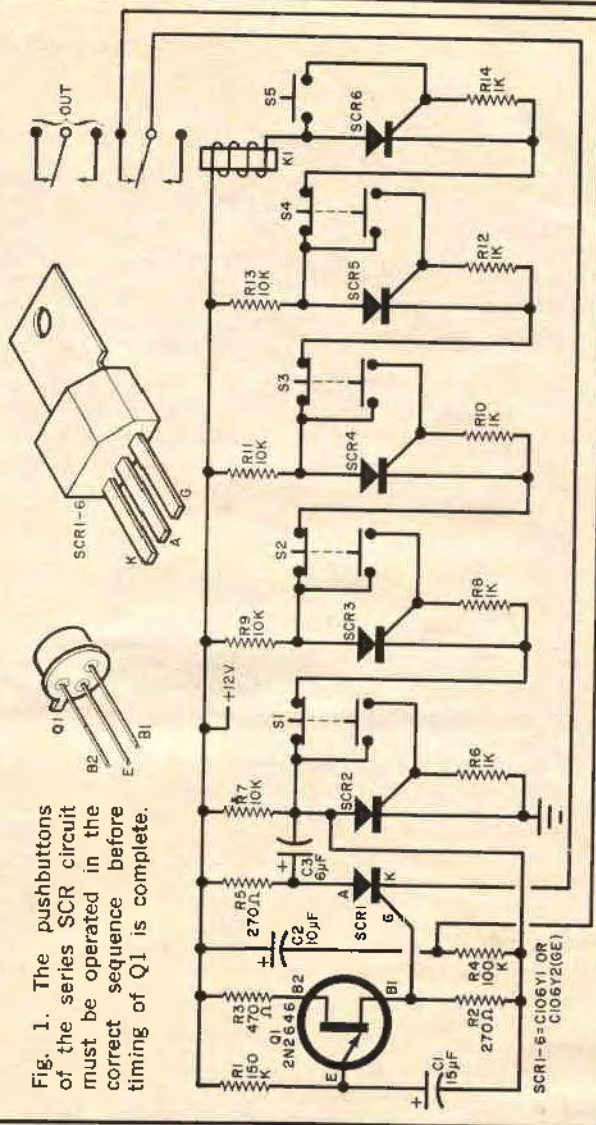 Fig. 1. The pushbuttons
of the series SCR circuit
must be operated in the
correct sequence before
timing of Q1 is complete.
Q1
B2
E
B1
SCR1-6
K
A
G
OUT
+12V
R1
150
K
R3
470
Ω
Q1
2N2646
B2
E
B1
C1
15µF
+
R2
270Ω
R4
100
K
C2
10µF
+
R5
270Ω
SCR1
A
G
K
C3
6µF
+
R7
10K
S1
SCR2
R6
1K
R9
10K
S2
SCR3
R8
1K
R11
10K
S3
SCR4
R10
1K
R13
10K
S4
SCR5
R12
1K
K1
S5
SCR6
R14
1K
SCR1-6=C106Y1 OR
C106Y2(GE)